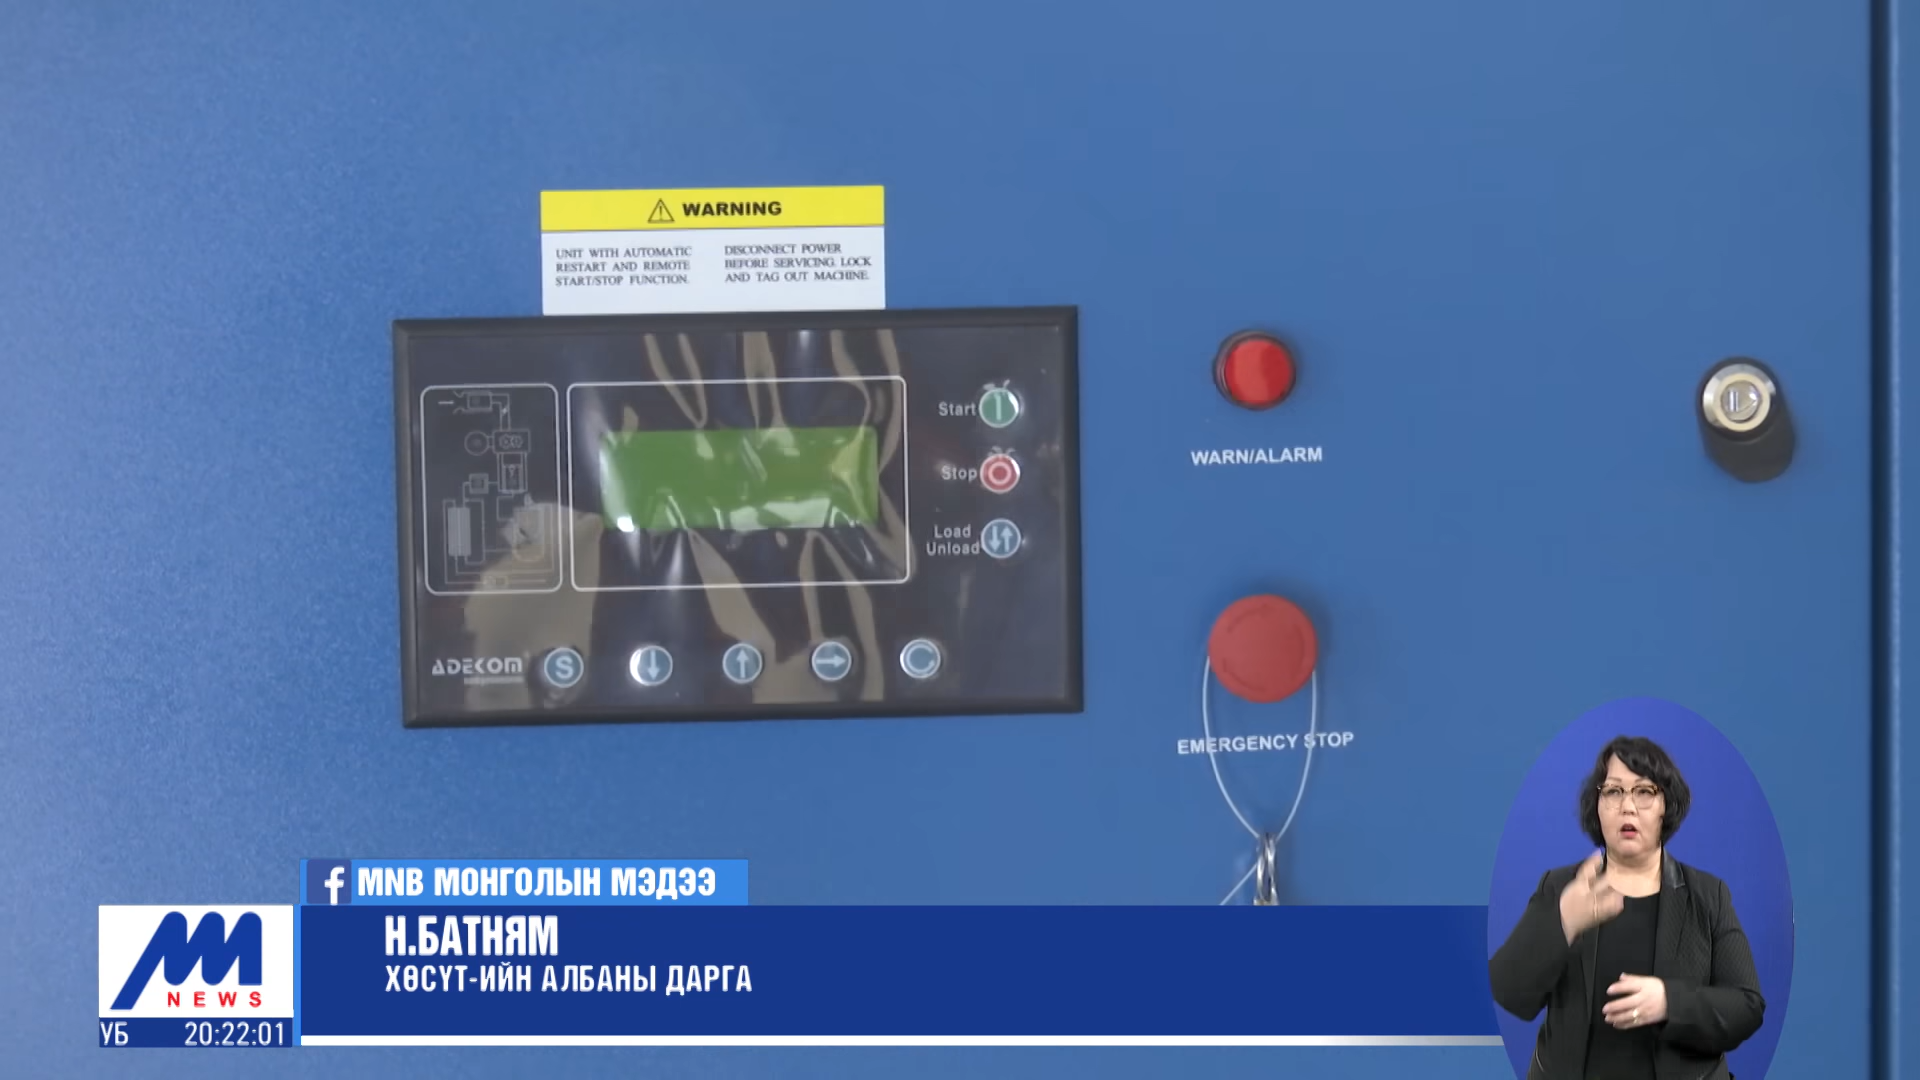 WARNING
UNIT WITH AUTOMATIC
RESTART AND REMOTE
START/STOP FUNCTION.
DISCONNECT POWER
BEFORE SERVICING. LOCK
AND TAG OUT MACHINE.
Start
Stop
Load
Unload
ADEKOM
S
WARN/ALARM
EMERGENCY STOP
MNB МОНГОЛЫН МЭДЭЭ
Н.БАТНЯМ
ХӨСҮТ-ИЙН АЛБАНЫ ДАРГА
NEWS
УБ 20:22:01